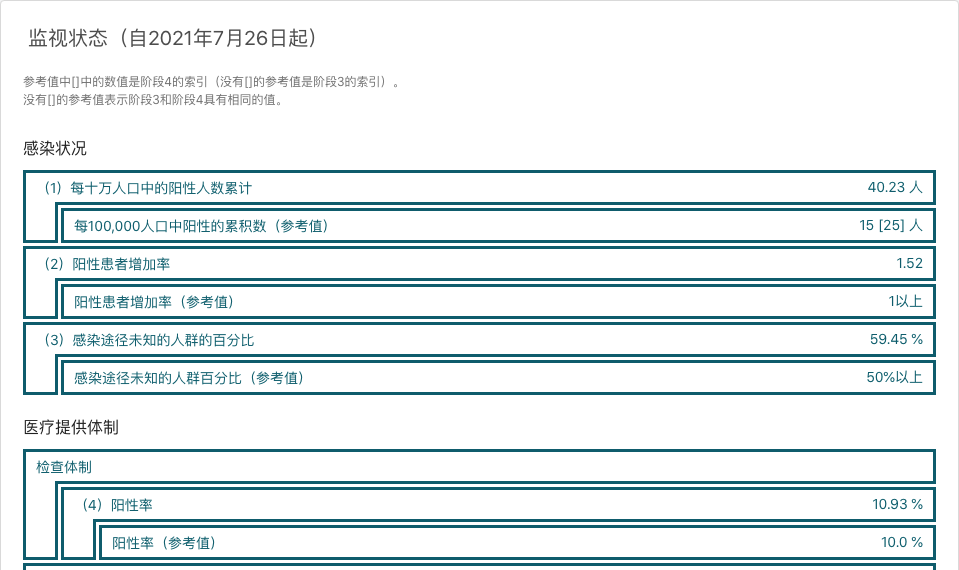 监视状态（自2021年7月26日起）
参考值中[]中的数值是阶段4的索引（没有[]的参考值是阶段3的索引）。
没有[]的参考值表示阶段3和阶段4具有相同的值。
感染状况
（1）每十万人口中的阳性人数累计 40.23 人
每100,000人口中阳性的累积数（参考值） 15 [25] 人
（2）阳性患者增加率 1.52
阳性患者增加率（参考值） 1以上
（3）感染途径未知的人群的百分比 59.45 %
感染途径未知的人群百分比（参考值） 50%以上
医疗提供体制
检查体制
（4）阳性率 10.93 %
阳性率（参考值） 10.0 %